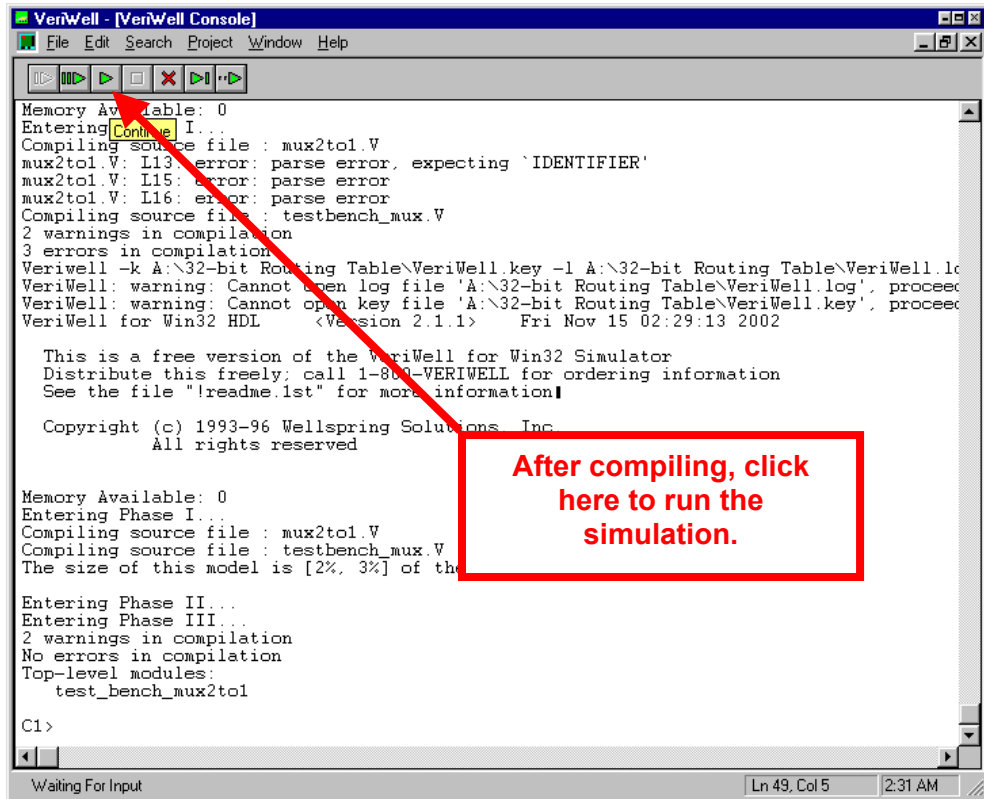 VeriWell - [VeriWell Console]
File Edit Search Project Window Help
Memory Available: 0
Entering I...
Continue
Compiling source file : mux2to1.V
mux2to1.V: L13: error: parse error, expecting `IDENTIFIER'
mux2to1.V: L15: error: parse error
mux2to1.V: L16: error: parse error
Compiling source file : testbench_mux.V
2 warnings in compilation
3 errors in compilation
Veriwell -k A:\32-bit Routing Table\VeriWell.key -l A:\32-bit Routing Table\VeriWell.lo
VeriWell: warning: Cannot open log file 'A:\32-bit Routing Table\VeriWell.log', proceed
VeriWell: warning: Cannot open key file 'A:\32-bit Routing Table\VeriWell.key', proceed
VeriWell for Win32 HDL <Version 2.1.1> Fri Nov 15 02:29:13 2002
This is a free version of the VeriWell for Win32 Simulator
Distribute this freely; call 1-800-VERIWELL for ordering information
See the file "!readme.1st" for more information
Copyright (c) 1993-96 Wellspring Solutions, Inc.
All rights reserved
After compiling, click
here to run the
simulation.
Memory Available: 0
Entering Phase I...
Compiling source file : mux2to1.V
Compiling source file : testbench_mux.V
The size of this model is [2%, 3%] of the
Entering Phase II...
Entering Phase III...
2 warnings in compilation
No errors in compilation
Top-level modules:
test_bench_mux2to1
C1>
Waiting For Input
Ln 49, Col 5
2:31 AM